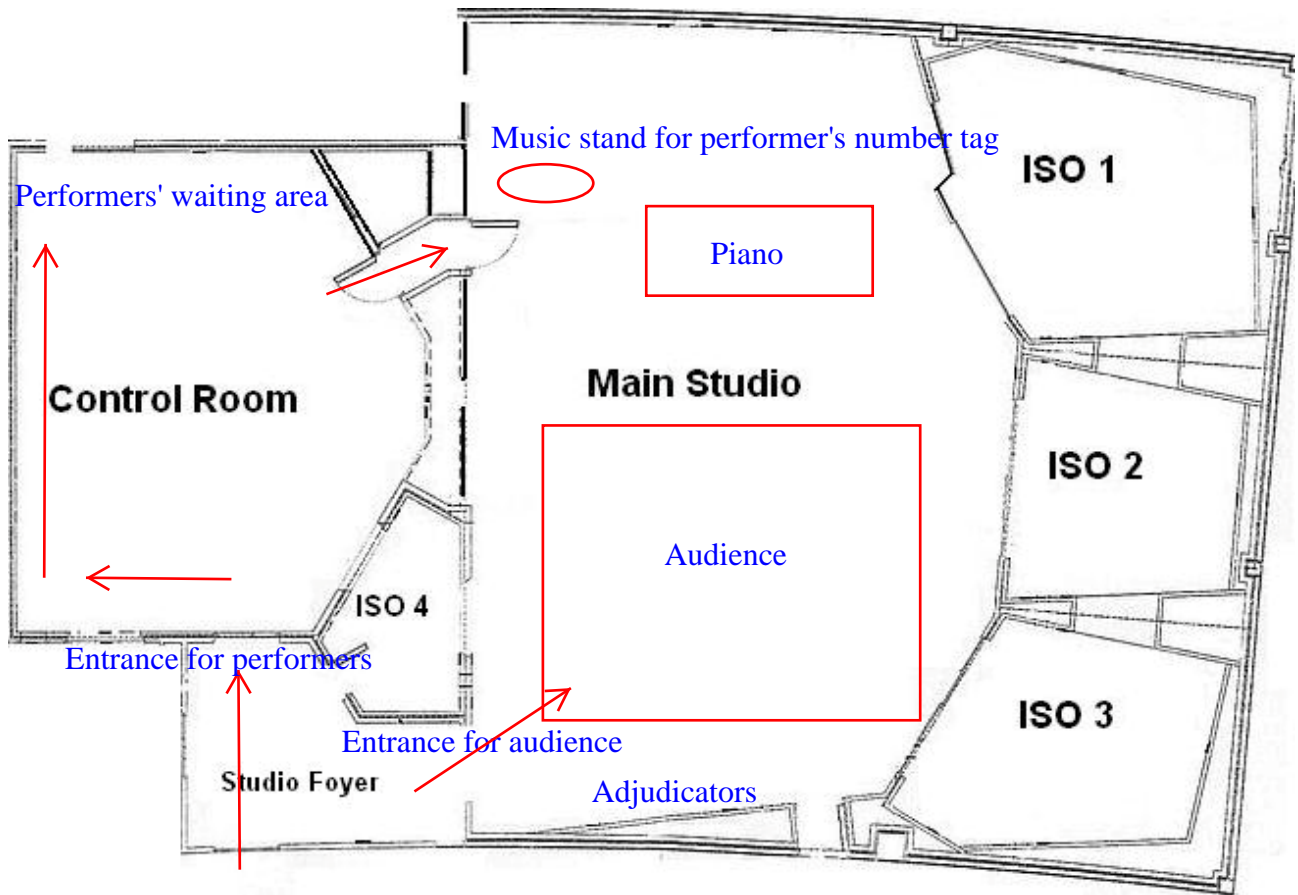 Music stand for performer's number tag
ISO 1
Performers' waiting area
Piano
Control Room
Main Studio
ISO 2
Audience
ISO 4
Entrance for performers
ISO 3
Entrance for audience
Studio Foyer
Adjudicators